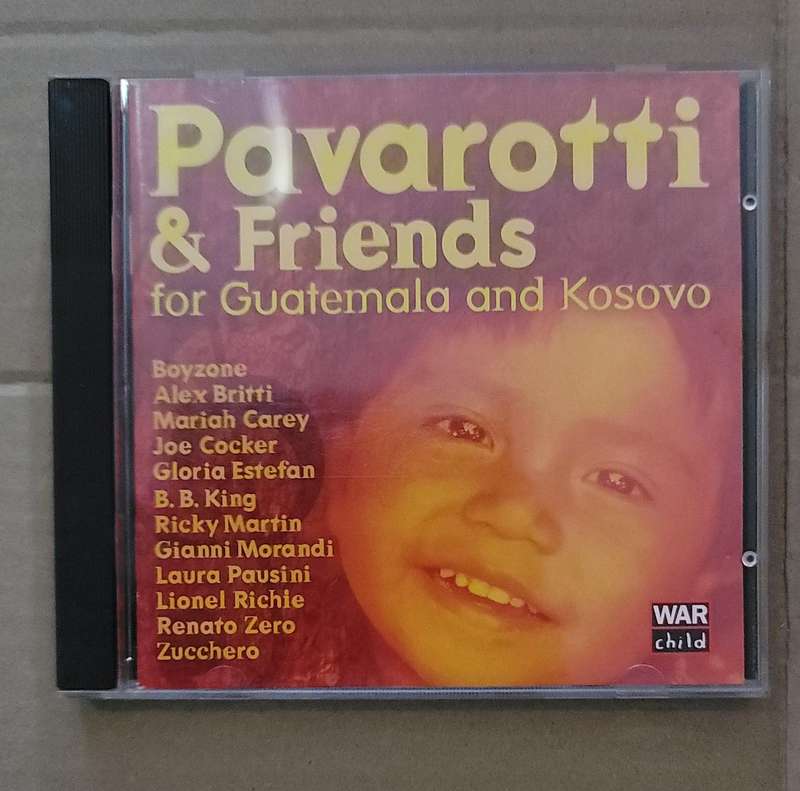 Pavarotti
& Friends
for Guatemala and Kosovo
Boyzone
Alex Britti
Mariah Carey
Joe Cocker
Gloria Estefan
B. B. King
Ricky Martin
Gianni Morandi
Laura Pausini
Lionel Richie
Renato Zero
Zucchero
WAR
child